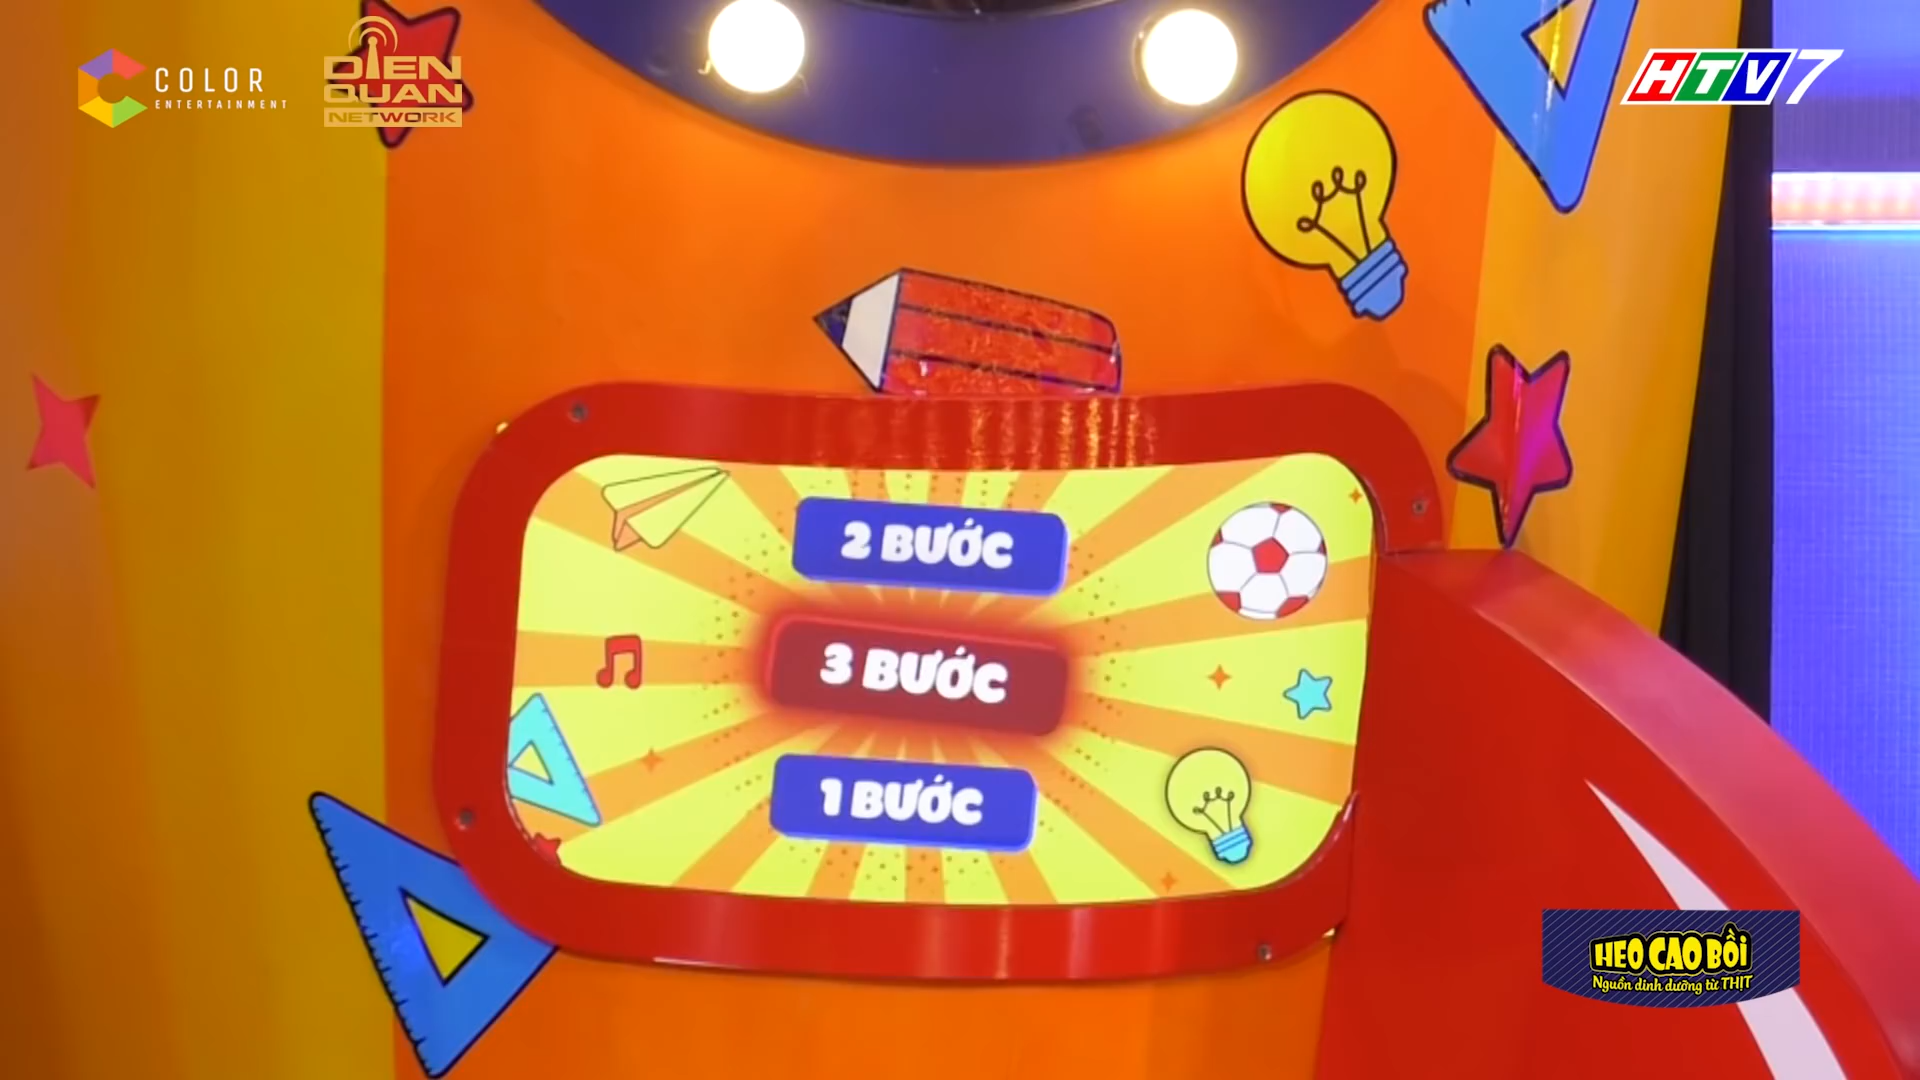 COLOR
ENTERTAINMENT
ĐIEN
QUAN
NETWORK
HTV7
2 BƯỚC
3 BƯỚC
1 BƯỚC
HEO CAO BỒI
Nguồn dinh dưỡng từ THỊT